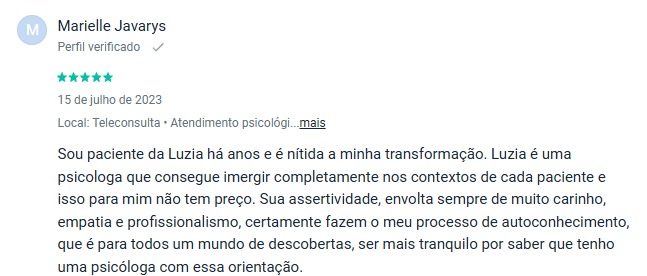 M
Marielle Javarys
Perfil verificado
15 de julho de 2023
Local: Teleconsulta • Atendimento psicológi...mais
Sou paciente da Luzia há anos e é nítida a minha transformação. Luzia é uma
psicologa que consegue imergir completamente nos contextos de cada paciente e
isso para mim não tem preço. Sua assertividade, envolta sempre de muito carinho,
empatia e profissionalismo, certamente fazem o meu processo de autoconhecimento,
que é para todos um mundo de descobertas, ser mais tranquilo por saber que tenho
uma psicóloga com essa orientação.